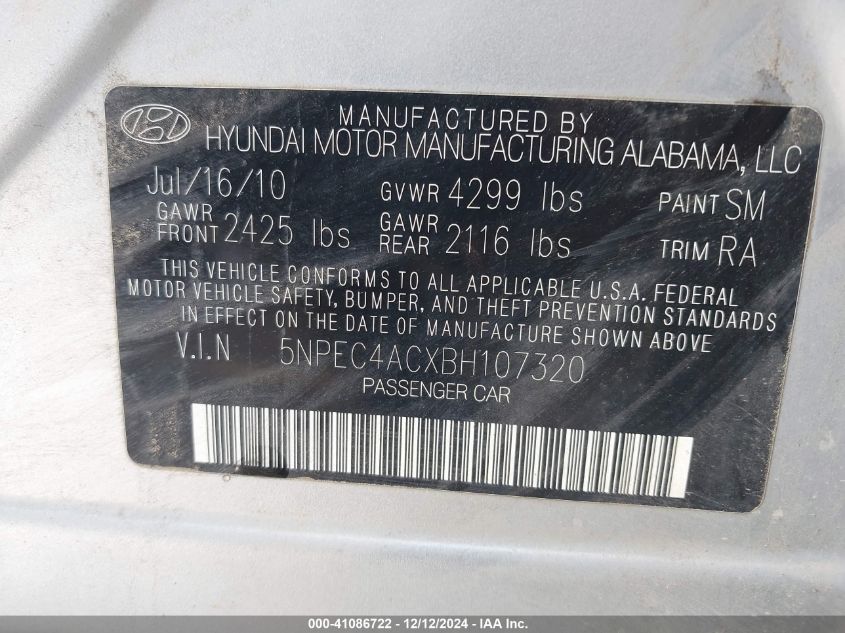 MANUFACTURED BY
HYUNDAI MOTOR MANUFACTURING ALABAMA, LLC
Jul/16/10 GVWR 4299 lbs PAINT SM
GAWR FRONT 2425 lbs GAWR REAR 2116 lbs TRIM RA
THIS VEHICLE CONFORMS TO ALL APPLICABLE U.S.A. FEDERAL
MOTOR VEHICLE SAFETY, BUMPER, AND THEFT PREVENTION STANDARDS
IN EFFECT ON THE DATE OF MANUFACTURE SHOWN ABOVE.
V.I.N 5NPEC4ACXBH107320
PASSENGER CAR
000-41086722 - 12/12/2024 - IAA Inc.